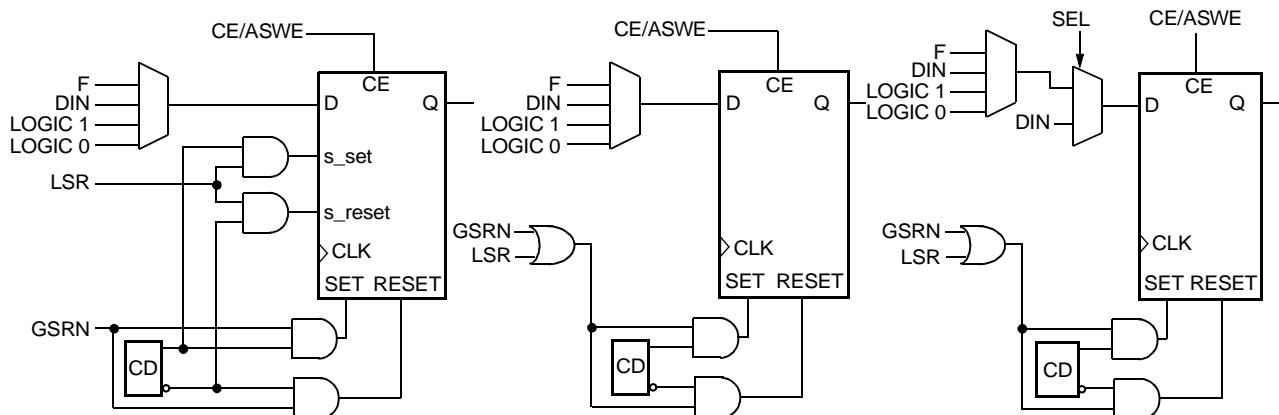 CE/ASWE
F
DIN
LOGIC 1
LOGIC 0
CE
D
Q
s_set
LSR
s_reset
CLK
SET RESET
GSRN
CD
CE/ASWE
F
DIN
LOGIC 1
LOGIC 0
CE
D
Q
GSRN
LSR
CLK
SET RESET
CD
SEL
CE/ASWE
F
DIN
LOGIC 1
LOGIC 0
DIN
CE
D
Q
GSRN
LSR
CLK
SET RESET
CD